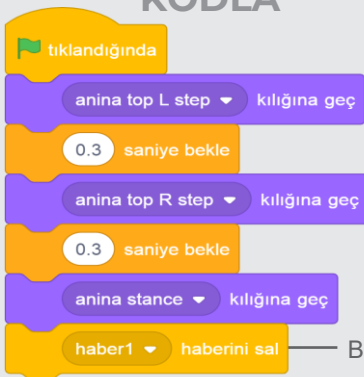 KODLA
tıklandığında
anina top L step kılığına geç
0.3 saniye bekle
anina top R step kılığına geç
0.3 saniye bekle
anina stance kılığına geç
haber1 haberini sal B